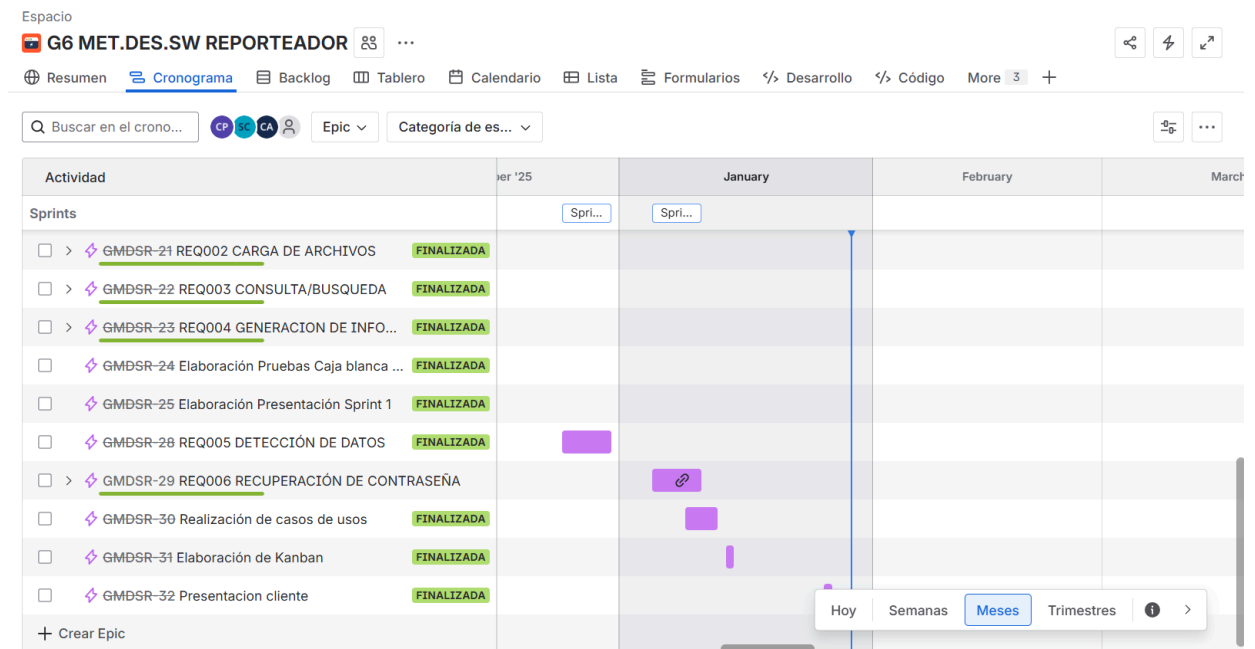 Espacio
G6 MET.DES.SW REPORTEADOR
Resumen Cronograma Backlog Tablero Calendario Lista Formularios Desarrollo Código More 3
Buscar en el crono... CP SC CA Epic Categoría de es...
Actividad ber '25 January February March
Sprints Spri... Spri...
GMDSR-21 REQ002 CARGA DE ARCHIVOS FINALIZADA
GMDSR-22 REQ003 CONSULTA/BUSQUEDA FINALIZADA
GMDSR-23 REQ004 GENERACION DE INFO... FINALIZADA
GMDSR-24 Elaboración Pruebas Caja blanca ... FINALIZADA
GMDSR-25 Elaboración Presentación Sprint 1 FINALIZADA
GMDSR-28 REQ005 DETECCIÓN DE DATOS FINALIZADA
GMDSR-29 REQ006 RECUPERACIÓN DE CONTRASEÑA
GMDSR-30 Realización de casos de usos FINALIZADA
GMDSR-31 Elaboración de Kanban FINALIZADA
GMDSR-32 Presentacion cliente FINALIZADA
Hoy Semanas Meses Trimestres
+ Crear Epic